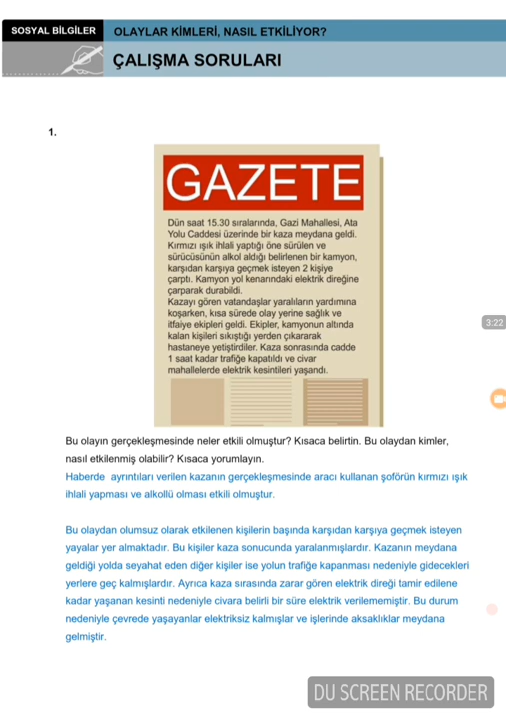 SOSYAL BİLGİLER
OLAYLAR KİMLERİ, NASIL ETKİLİYOR?
ÇALIŞMA SORULARI
1.
GAZETE
Dün saat 15.30 sıralarında, Gazi Mahallesi, Ata
Yolu Caddesi üzerinde bir kaza meydana geldi.
Kırmızı ışık ihlali yaptığı öne sürülen ve
sürücüsünün alkol aldığı belirlenen bir kamyon,
karşıdan karşıya geçmek isteyen 2 kişiye
çarptı. Kamyon yol kenarındaki elektrik direğine
çarparak durabildi.
Kazayı gören vatandaşlar yaralıların yardımına
koşarken, kısa sürede olay yerine sağlık ve
itfaiye ekipleri geldi. Ekipler, kamyonun altında
kalan kişileri sıkıştığı yerden çıkararak
hastaneye yetiştirdiler. Kaza sonrasında cadde
1 saat kadar trafiğe kapatıldı ve civar
mahallelerde elektrik kesintileri yaşandı.
3:22
Bu olayın gerçekleşmesinde neler etkili olmuştur? Kısaca belirtin. Bu olaydan kimler,
nasıl etkilenmiş olabilir? Kısaca yorumlayın.
Haberde ayrıntıları verilen kazanın gerçekleşmesinde aracı kullanan şoförün kırmızı ışık
ihlali yapması ve alkollü olması etkili olmuştur.
Bu olaydan olumsuz olarak etkilenen kişilerin başında karşıdan karşıya geçmek isteyen
yayalar yer almaktadır. Bu kişiler kaza sonucunda yaralanmışlardır. Kazanın meydana
geldiği yolda seyahat eden diğer kişiler ise yolun trafiğe kapanması nedeniyle gidecekleri
yerlere geç kalmışlardır. Ayrıca kaza sırasında zarar gören elektrik direği tamir edilene
kadar yaşanan kesinti nedeniyle civara belirli bir süre elektrik verilememiştir. Bu durum
nedeniyle çevrede yaşayanlar elektriksiz kalmışlar ve işlerinde aksaklıklar meydana
gelmiştir.
DU SCREEN RECORDER